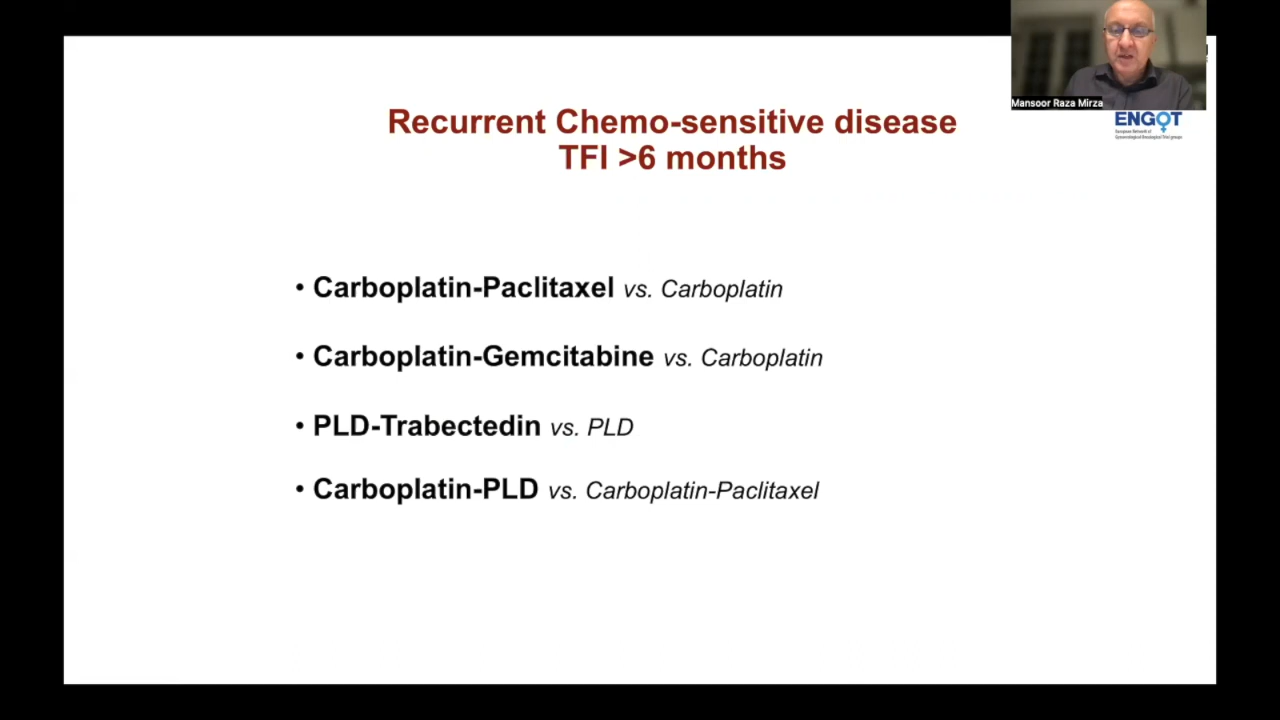 Mansoor Raza Mirza
ENGOT
European Network of
Gynaecological Oncological Trial groups
Recurrent Chemo-sensitive disease
TFI >6 months
• Carboplatin-Paclitaxel vs. Carboplatin
• Carboplatin-Gemcitabine vs. Carboplatin
• PLD-Trabectedin vs. PLD
• Carboplatin-PLD vs. Carboplatin-Paclitaxel